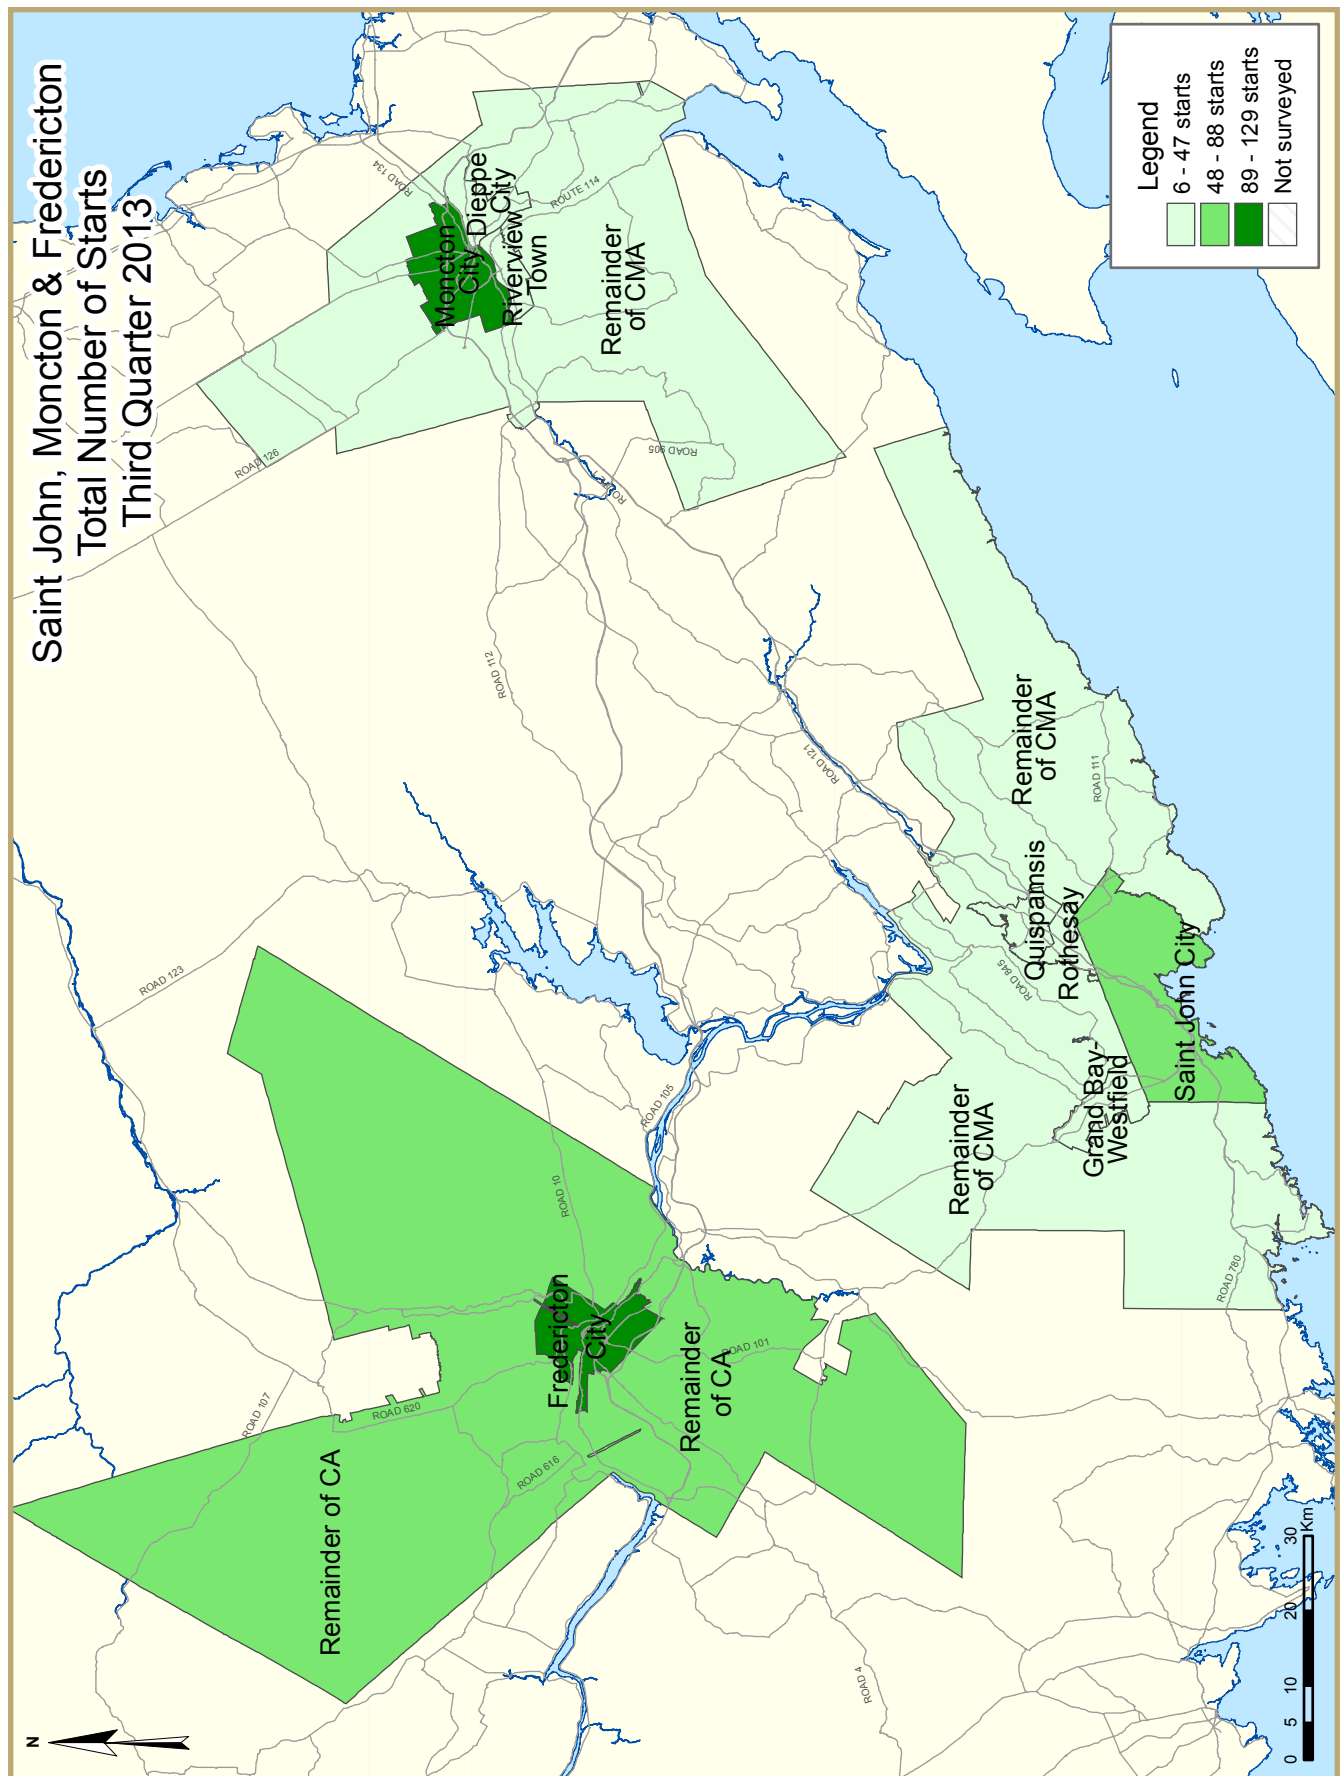 Saint John, Moncton & Fredericton
Total Number of Starts
Third Quarter 2013
N
Legend
6 - 47 starts
48 - 88 starts
89 - 129 starts
Not surveyed
ROAD 134
Moncton
City
Dieppe
City
Riverview
Town
ROUTE 114
Remainder
of CMA
ROAD 126
ROAD 905
ROAD 112
ROAD 121
Remainder
of CMA
ROAD 111
Quispamsis
Rothesay
ROAD 845
Saint John City
Grand Bay-
Westfield
Remainder
of CMA
ROAD 780
ROAD 123
ROAD 105
ROAD 10
Fredericton
City
Remainder
of CA
ROAD 101
ROAD 107
ROAD 620
ROAD 616
Remainder of CA
ROAD 4
0 5 10 20 30
Km